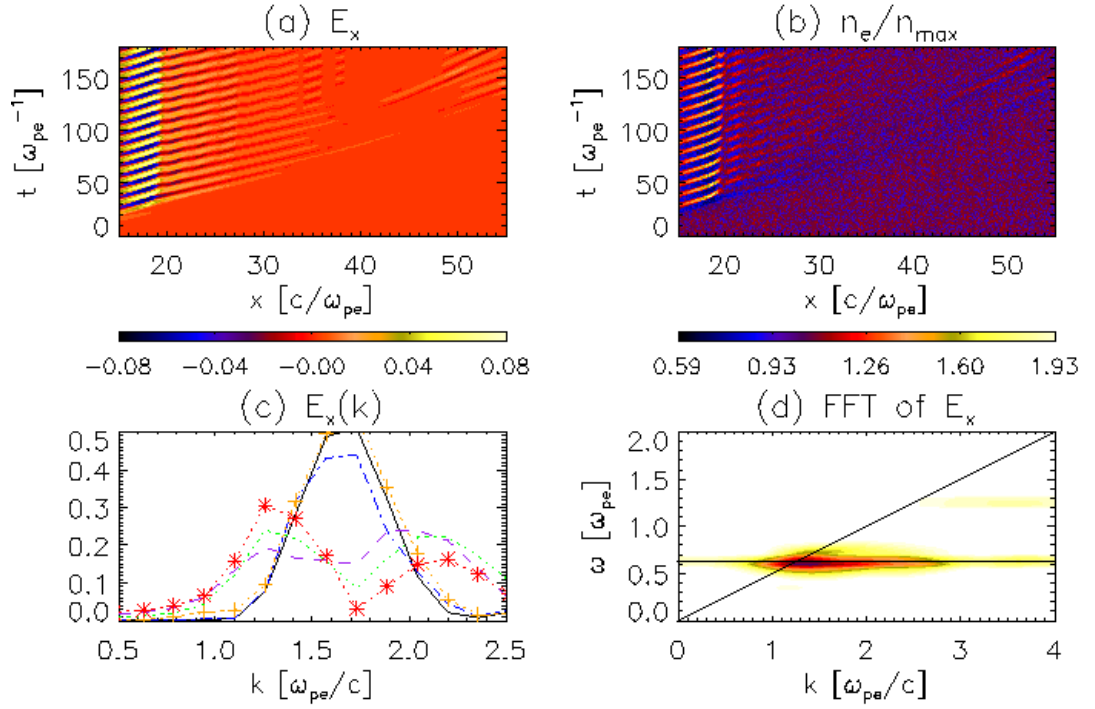 (a) E_x
(b) n_e/n_max
t [ω_pe^-1]
150
100
50
0
20 30 40 50
x [c/ω_pe]
t [ω_pe^-1]
150
100
50
0
20 30 40 50
x [c/ω_pe]
-0.08 -0.04 -0.00 0.04 0.08
0.59 0.93 1.26 1.60 1.93
(c) E_x(k)
(d) FFT of E_x
0.5
0.4
0.3
0.2
0.1
0.0
0.5 1.0 1.5 2.0 2.5
k [ω_pe/c]
ω [ω_pe]
2.0
1.5
1.0
0.5
0.0
0 1 2 3 4
k [ω_pe/c]